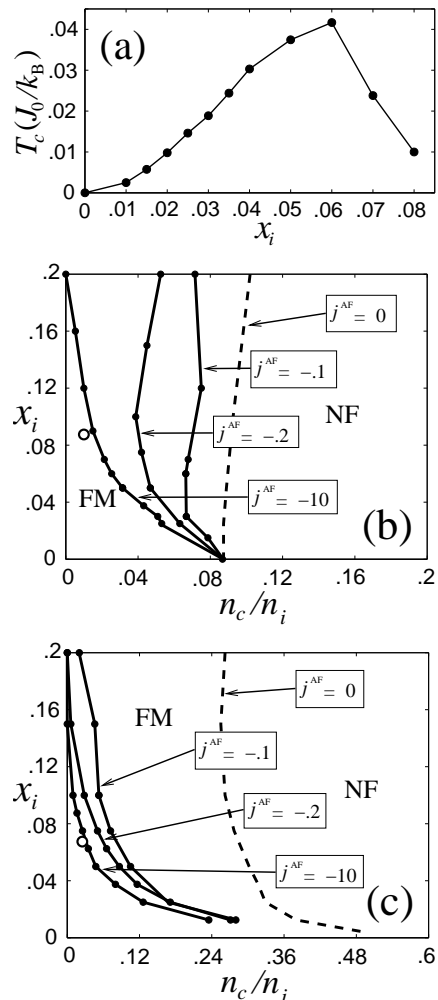 (a)
.04
.03
.02
.01
0
T_c (J_0/k_B)
0 .01 .02 .03 .04 .05 .06 .07 .08
x_i
.2
.16
.12
.08
.04
0
x_i
j^AF = 0
j^AF = -.1
NF
j^AF = -.2
FM
j^AF = -10
(b)
0 .04 .08 .12 .16 .2
n_c/n_i
.2
.16
.12
.08
.04
0
x_i
FM
j^AF = 0
j^AF = -.1
NF
j^AF = -.2
j^AF = -10
(c)
0 .12 .24 .36 .48 .6
n_c/n_i